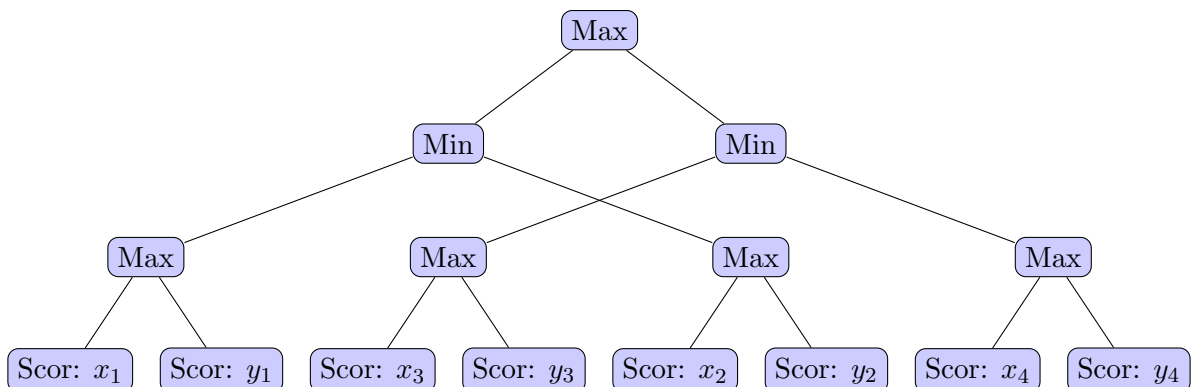 Max
Min Min
Max Max Max Max
Scor: x₁ Scor: y₁ Scor: x₃ Scor: y₃ Scor: x₂ Scor: y₂ Scor: x₄ Scor: y₄